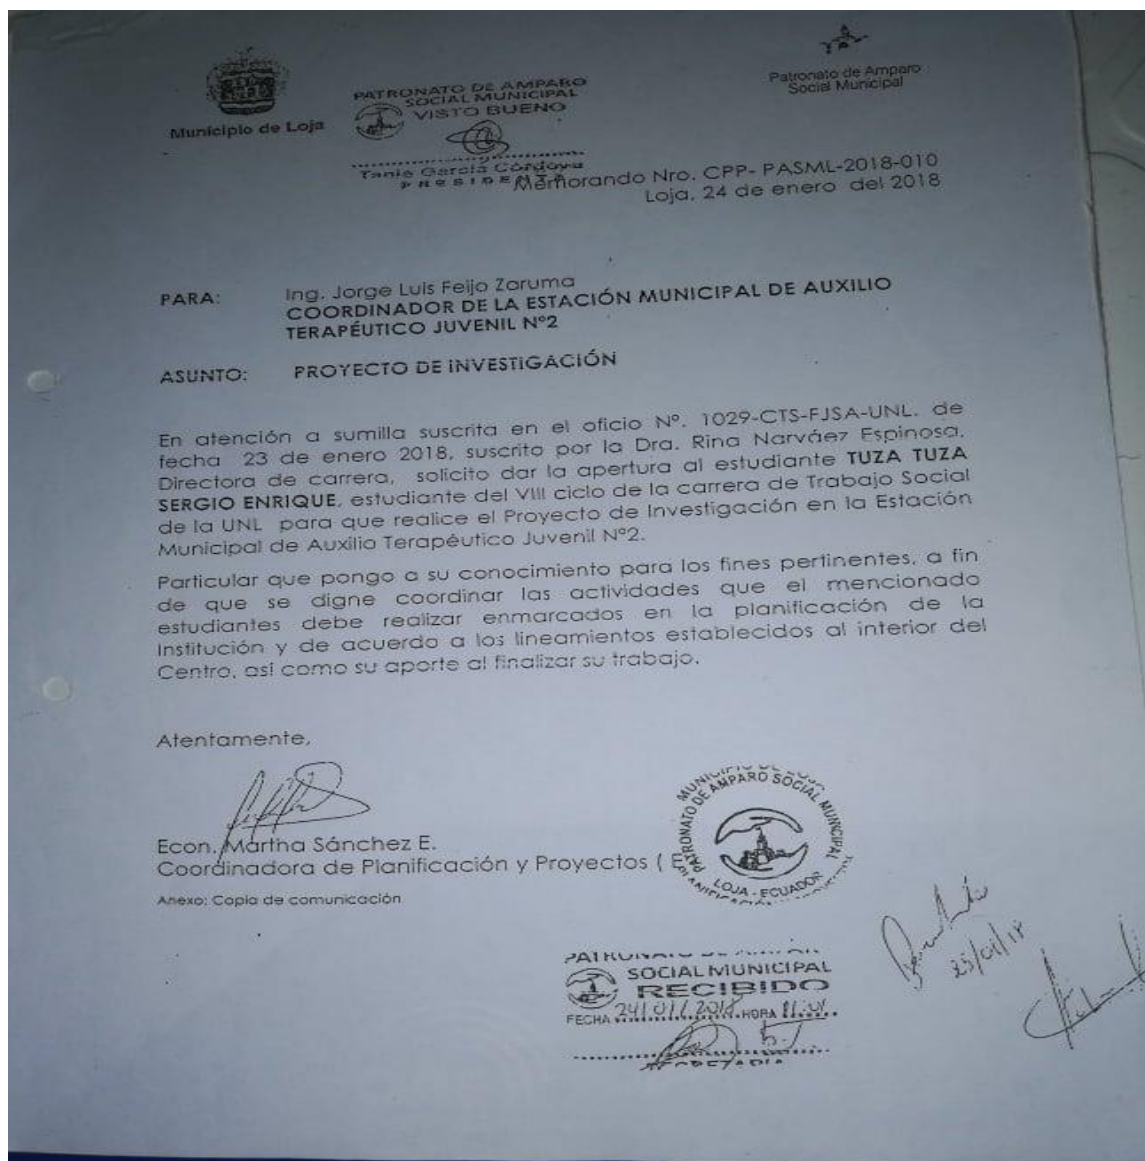 Municipio de Loja
PATRONATO DE AMPARO
SOCIAL MUNICIPAL
VISTO BUENO
Tania García Córdova
PRESIDENTA
Patronato de Amparo
Social Municipal
Memorando Nro. CPP- PASML-2018-010
Loja, 24 de enero del 2018
PARA: Ing. Jorge Luis Feijo Zaruma
COORDINADOR DE LA ESTACIÓN MUNICIPAL DE AUXILIO
TERAPÉUTICO JUVENIL Nº2
ASUNTO: PROYECTO DE INVESTIGACIÓN
En atención a sumilla suscrita en el oficio Nº. 1029-CTS-FJSA-UNL. de
fecha 23 de enero 2018, suscrito por la Dra. Rina Narváez Espinosa,
Directora de carrera, solicito dar la apertura al estudiante TUZA TUZA
SERGIO ENRIQUE, estudiante del VIII ciclo de la carrera de Trabajo Social
de la UNL para que realice el Proyecto de Investigación en la Estación
Municipal de Auxilio Terapéutico Juvenil Nº2.
Particular que pongo a su conocimiento para los fines pertinentes, a fin
de que se digne coordinar las actividades que el mencionado
estudiantes debe realizar enmarcados en la planificación de la
Institución y de acuerdo a los lineamientos establecidos al interior del
Centro, así como su aporte al finalizar su trabajo.
Atentamente,
Econ. Martha Sánchez E.
Coordinadora de Planificación y Proyectos ( E)
Anexo: Copia de comunicación
MUNICIPIO DE LOJA
PATRONATO DE AMPARO SOCIAL MUNICIPAL
LOJA - ECUADOR
PATRONATO DE
SOCIAL MUNICIPAL
RECIBIDO
FECHA 24/01/2018 HORA
SECRETARIA
25/01/18